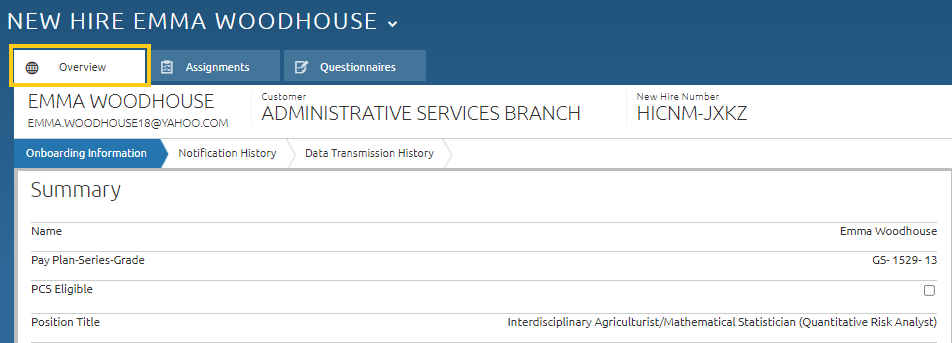 NEW HIRE EMMA WOODHOUSE
Overview
Assignments
Questionnaires
EMMA WOODHOUSE
EMMA.WOODHOUSE18@YAHOO.COM
Customer
ADMINISTRATIVE SERVICES BRANCH
New Hire Number
HICNM-JXKZ
Onboarding Information
Notification History
Data Transmission History
Summary
Name Emma Woodhouse
Pay Plan-Series-Grade GS- 1529- 13
PCS Eligible
Position Title Interdisciplinary Agriculturist/Mathematical Statistician (Quantitative Risk Analyst)